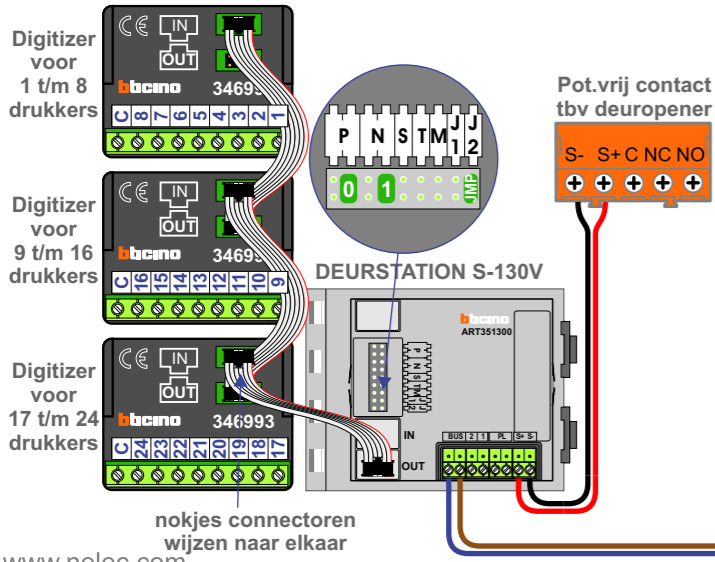 Digitizer
voor
1 t/m 8
drukkers
IN
OUT
bticino
C 8 7 6 5 4 3 2 1
Digitizer
voor
9 t/m 16
drukkers
IN
OUT
bticino
C 16 15 14 13 12 11 10 9
Digitizer
voor
17 t/m 24
drukkers
IN
OUT
bticino
346993
C 24 23 22 21 20 19 18 17
nokjes connectoren
wijzen naar elkaar
P N S T M J1 J2
0 1 JMP
DEURSTATION S-130V
bticino
ART351300
P N S T M J1 J2
IN
OUT
BUS 2 1 PL S+ S-
Pot.vrij contact
tbv deuropener
S- S+ C NC NO